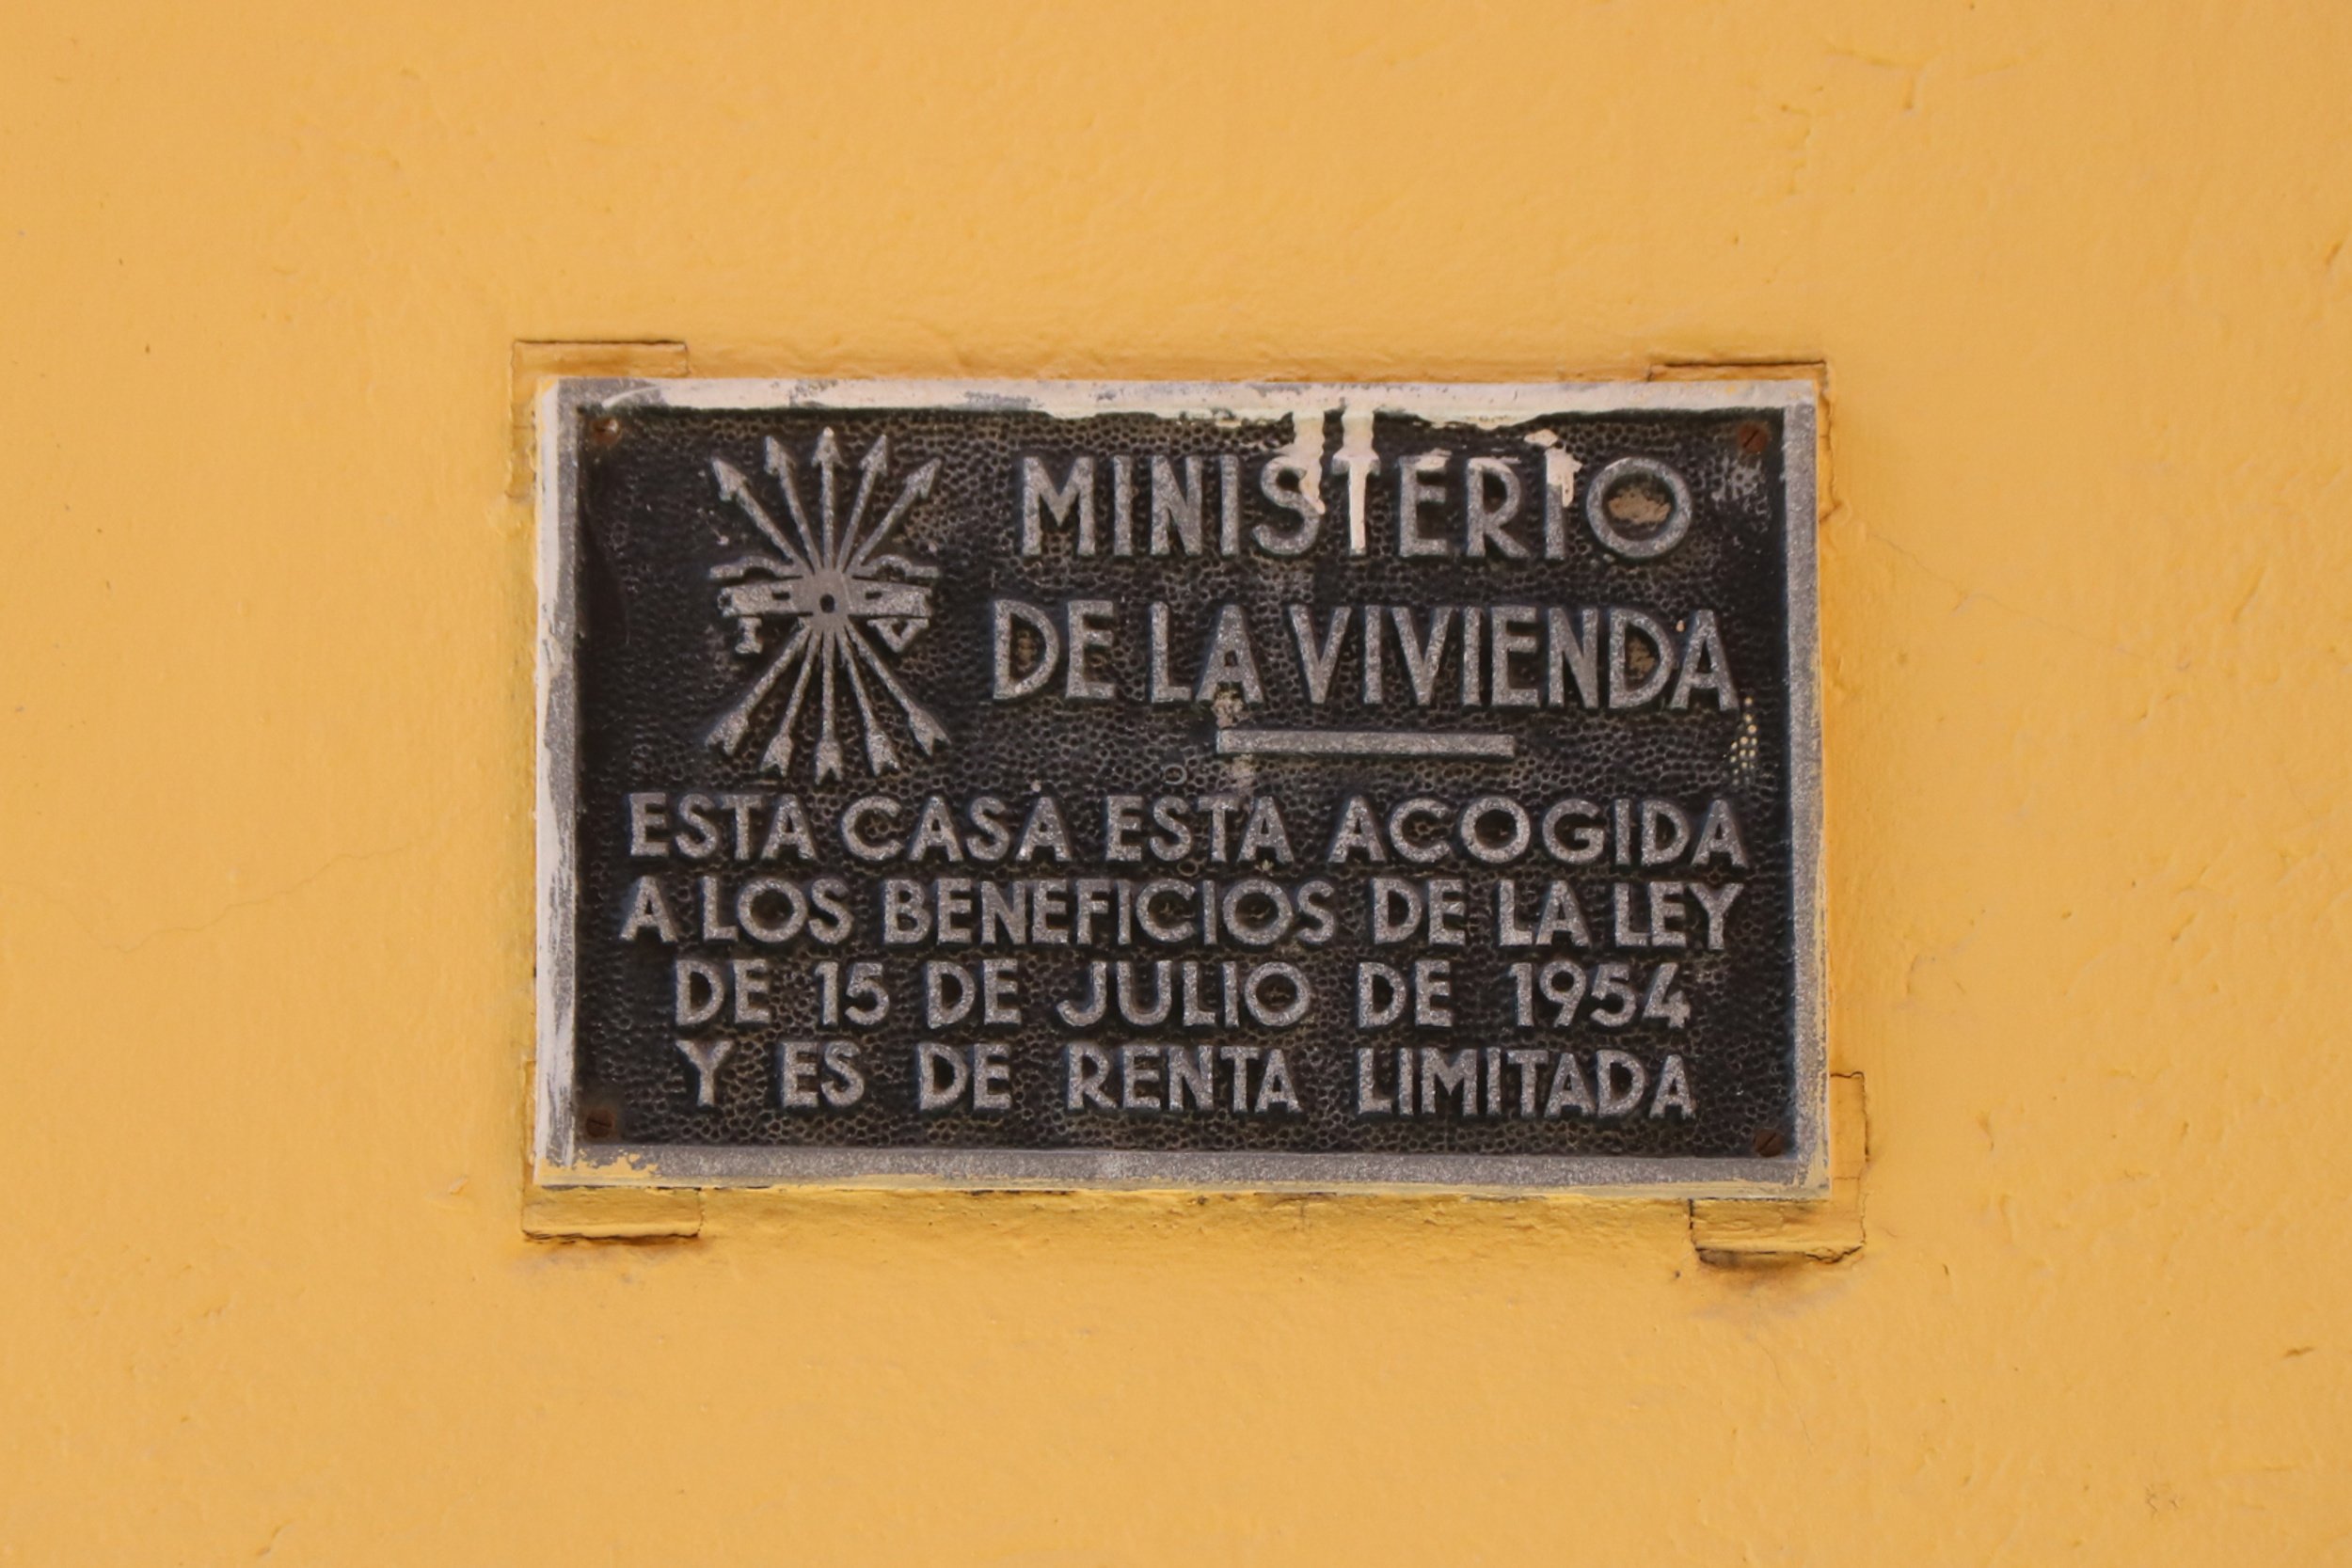 MINISTERIO
DE LA VIVIENDA
I V
ESTA CASA ESTA ACOGIDA
A LOS BENEFICIOS DE LA LEY
DE 15 DE JULIO DE 1954
Y ES DE RENTA LIMITADA